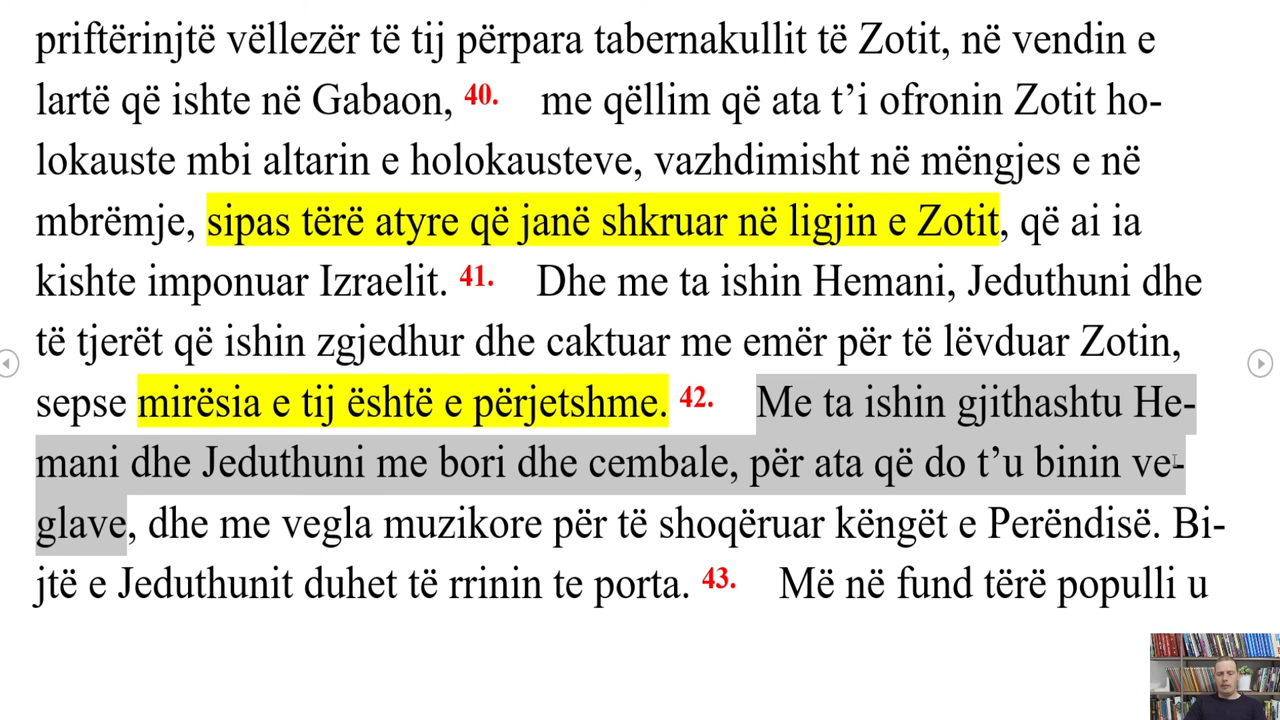 priftërinjtë vëllezër të tij përpara tabernakullit të Zotit, në vendin e
lartë që ishte në Gabaon, 40. me qëllim që ata t’i ofronin Zotit ho-
lokauste mbi altarin e holokausteve, vazhdimisht në mëngjes e në
mbrëmje, sipas tërë atyre që janë shkruar në ligjin e Zotit, që ai ia
kishte imponuar Izraelit. 41. Dhe me ta ishin Hemani, Jeduthuni dhe
të tjerët që ishin zgjedhur dhe caktuar me emër për të lëvduar Zotin,
sepse mirësia e tij është e përjetshme. 42. Me ta ishin gjithashtu He-
mani dhe Jeduthuni me bori dhe cembale, për ata që do t’u binin ve-
glave, dhe me vegla muzikore për të shoqëruar këngët e Perëndisë. Bi-
jtë e Jeduthunit duhet të rrinin te porta. 43. Më në fund tërë populli u